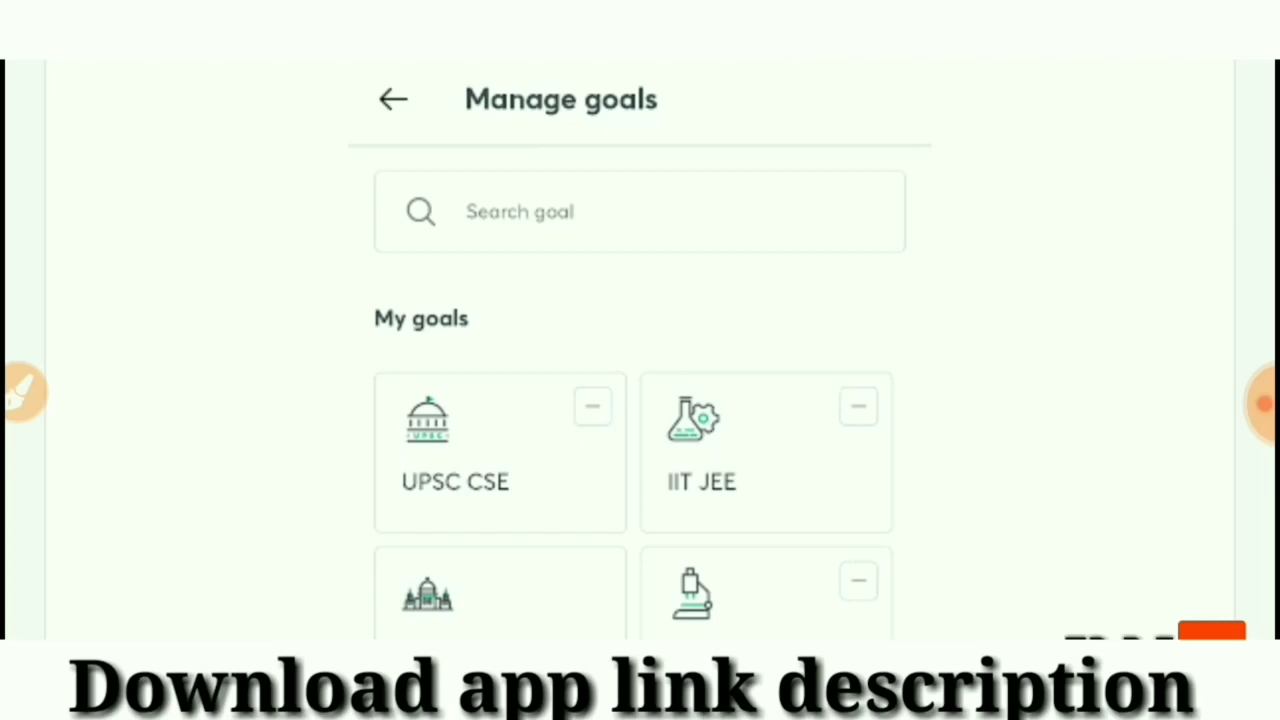 Manage goals
Search goal
My goals
UPSC
UPSC CSE
IIT JEE
Download app link description